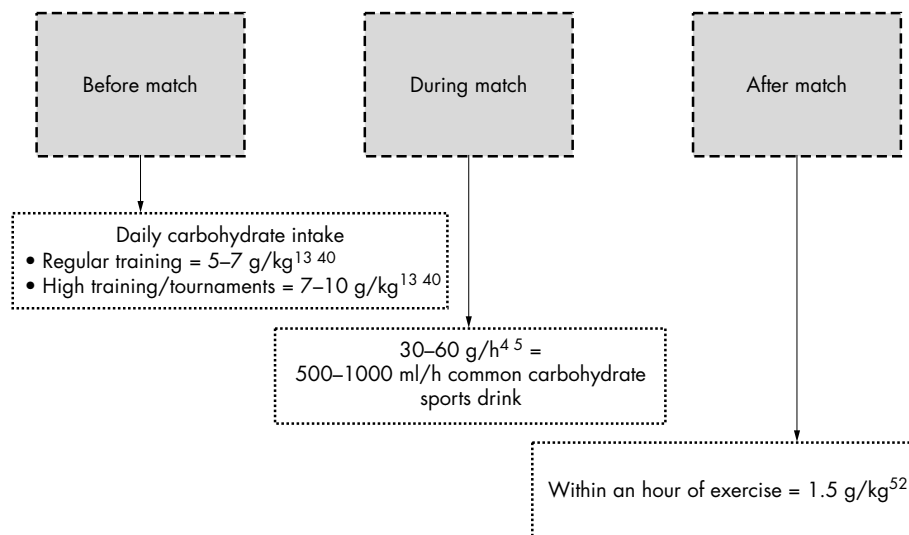 Before match
During match
After match
Daily carbohydrate intake
• Regular training = 5–7 g/kg13 40
• High training/tournaments = 7–10 g/kg13 40
30–60 g/h4 5 =
500–1000 ml/h common carbohydrate
sports drink
Within an hour of exercise = 1.5 g/kg52